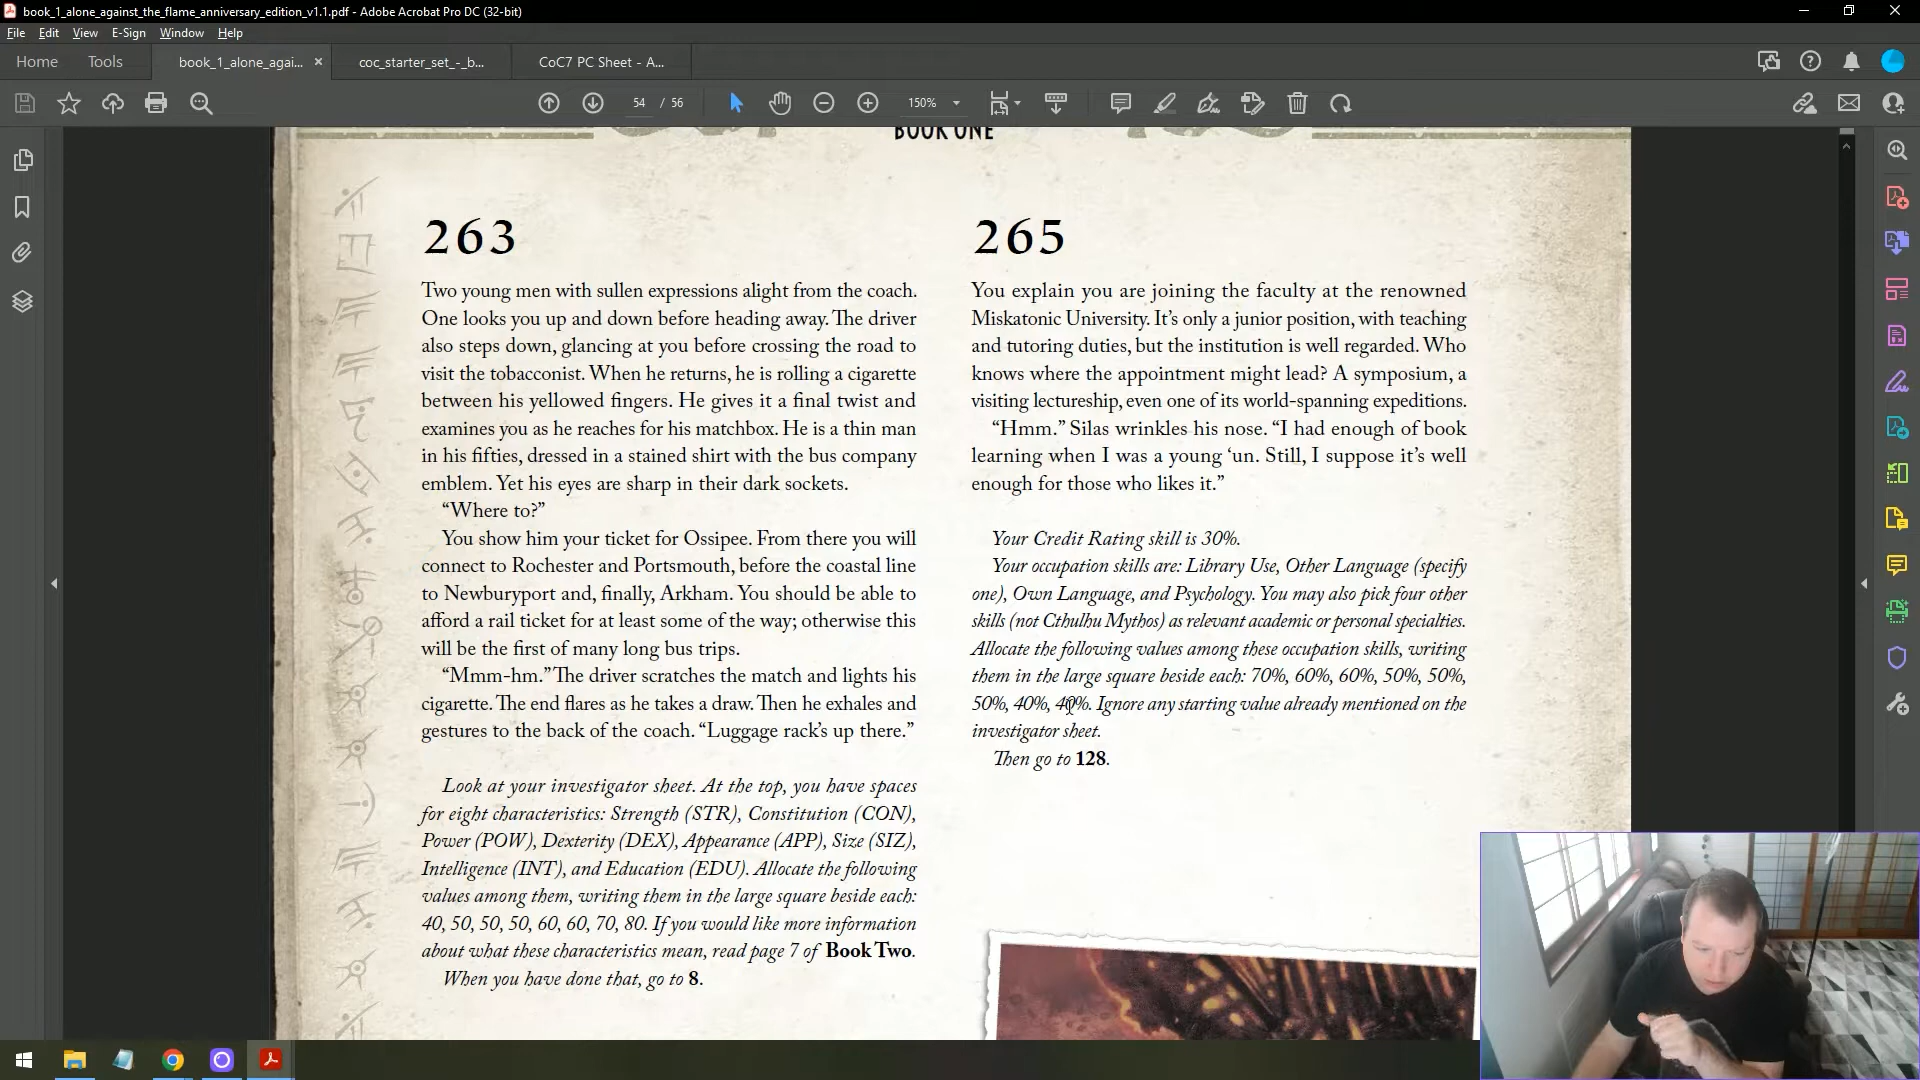 book_1_alone_against_the_flame_anniversary_edition_v1.1.pdf - Adobe Acrobat Pro DC (32-bit)
File Edit View E-Sign Window Help
Home Tools book_1_alone_agai... coc_starter_set_-_b... CoC7 PC Sheet - A...
54 / 56 150%
BOOK ONE
263
Two young men with sullen expressions alight from the coach.
One looks you up and down before heading away. The driver
also steps down, glancing at you before crossing the road to
visit the tobacconist. When he returns, he is rolling a cigarette
between his yellowed fingers. He gives it a final twist and
examines you as he reaches for his matchbox. He is a thin man
in his fifties, dressed in a stained shirt with the bus company
emblem. Yet his eyes are sharp in their dark sockets.
“Where to?”
You show him your ticket for Ossipee. From there you will
connect to Rochester and Portsmouth, before the coastal line
to Newburyport and, finally, Arkham. You should be able to
afford a rail ticket for at least some of the way; otherwise this
will be the first of many long bus trips.
“Mmm-hm.” The driver scratches the match and lights his
cigarette. The end flares as he takes a draw. Then he exhales and
gestures to the back of the coach. “Luggage rack’s up there.”
Look at your investigator sheet. At the top, you have spaces
for eight characteristics: Strength (STR), Constitution (CON),
Power (POW), Dexterity (DEX), Appearance (APP), Size (SIZ),
Intelligence (INT), and Education (EDU). Allocate the following
values among them, writing them in the large square beside each:
40, 50, 50, 50, 60, 60, 70, 80. If you would like more information
about what these characteristics mean, read page 7 of Book Two.
When you have done that, go to 8.
265
You explain you are joining the faculty at the renowned
Miskatonic University. It’s only a junior position, with teaching
and tutoring duties, but the institution is well regarded. Who
knows where the appointment might lead? A symposium, a
visiting lectureship, even one of its world-spanning expeditions.
“Hmm.” Silas wrinkles his nose. “I had enough of book
learning when I was a young ‘un. Still, I suppose it’s well
enough for those who likes it.”
Your Credit Rating skill is 30%.
Your occupation skills are: Library Use, Other Language (specify
one), Own Language, and Psychology. You may also pick four other
skills (not Cthulhu Mythos) as relevant academic or personal specialties.
Allocate the following values among these occupation skills, writing
them in the large square beside each: 70%, 60%, 60%, 50%, 50%,
50%, 40%, 40%. Ignore any starting value already mentioned on the
investigator sheet.
Then go to 128.